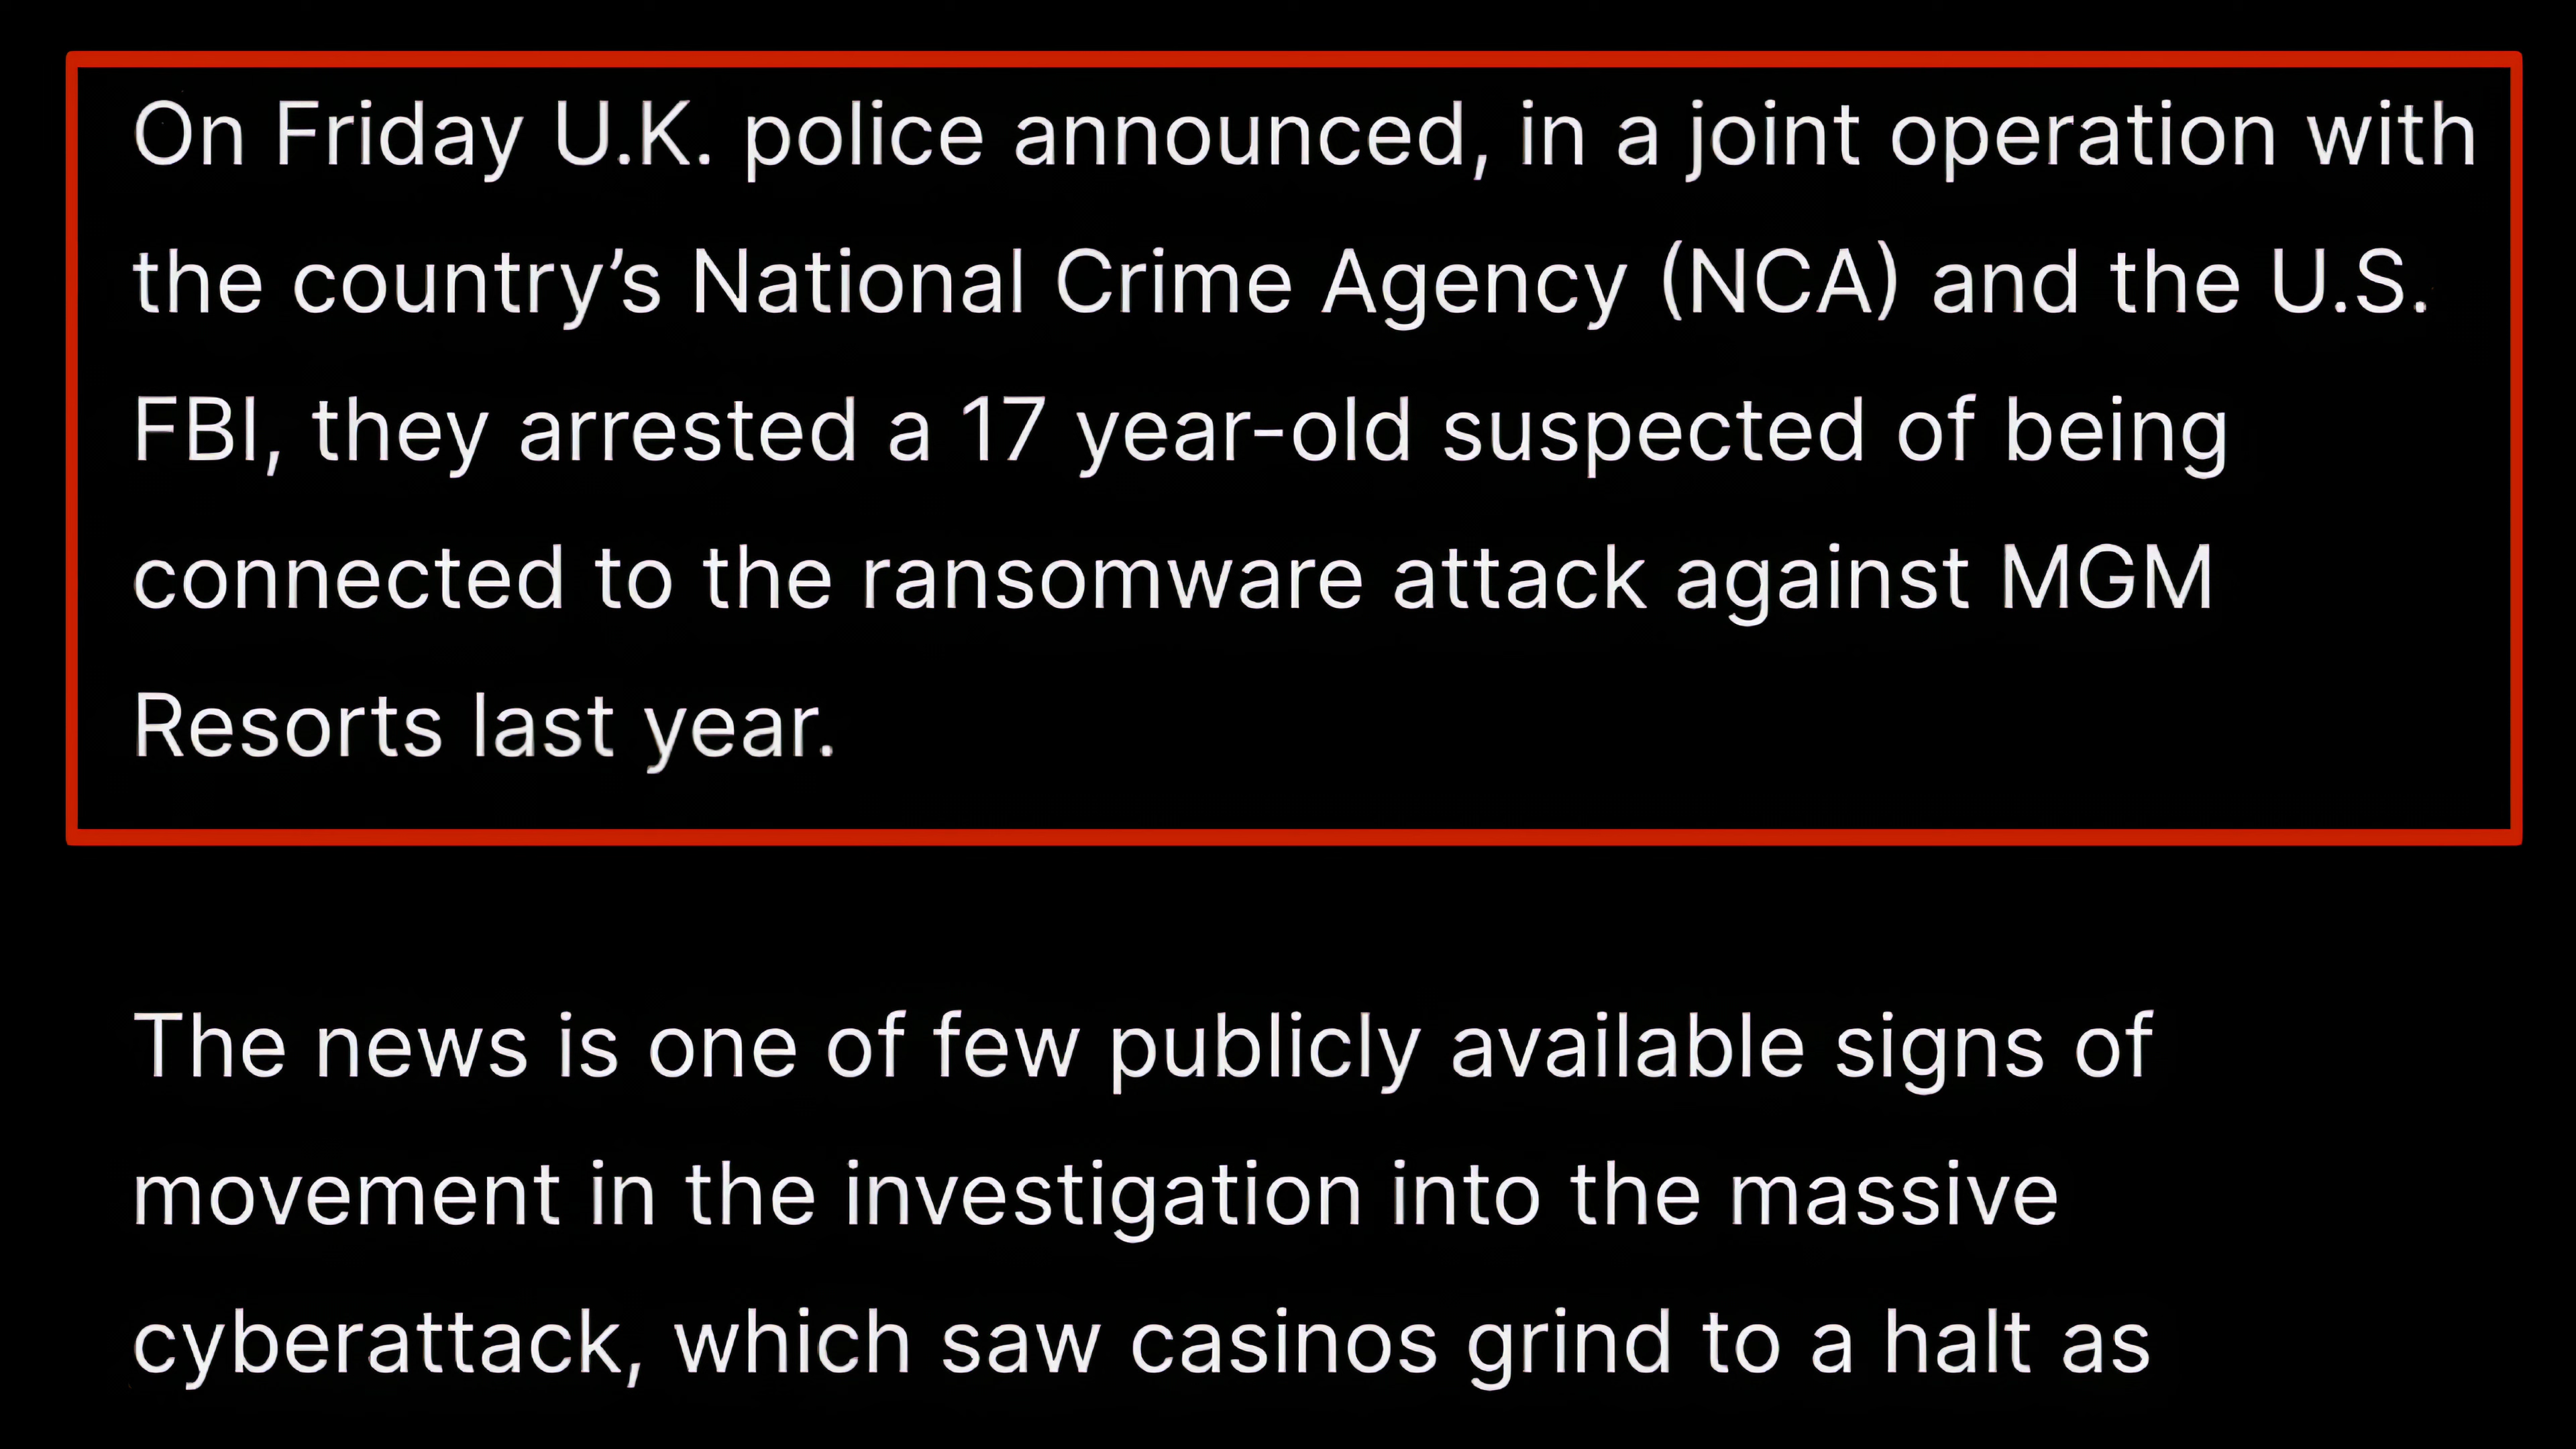 On Friday U.K. police announced, in a joint operation with
the country’s National Crime Agency (NCA) and the U.S.
FBI, they arrested a 17 year-old suspected of being
connected to the ransomware attack against MGM
Resorts last year.
The news is one of few publicly available signs of
movement in the investigation into the massive
cyberattack, which saw casinos grind to a halt as